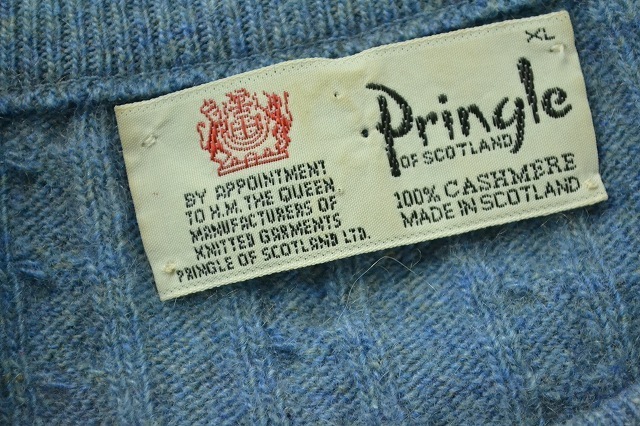 XL
Pringle
OF SCOTLAND
100% CASHMERE
MADE IN SCOTLAND
BY APPOINTMENT
TO H.M. THE QUEEN
MANUFACTURERS OF
KNITTED GARMENTS
PRINGLE OF SCOTLAND LTD.